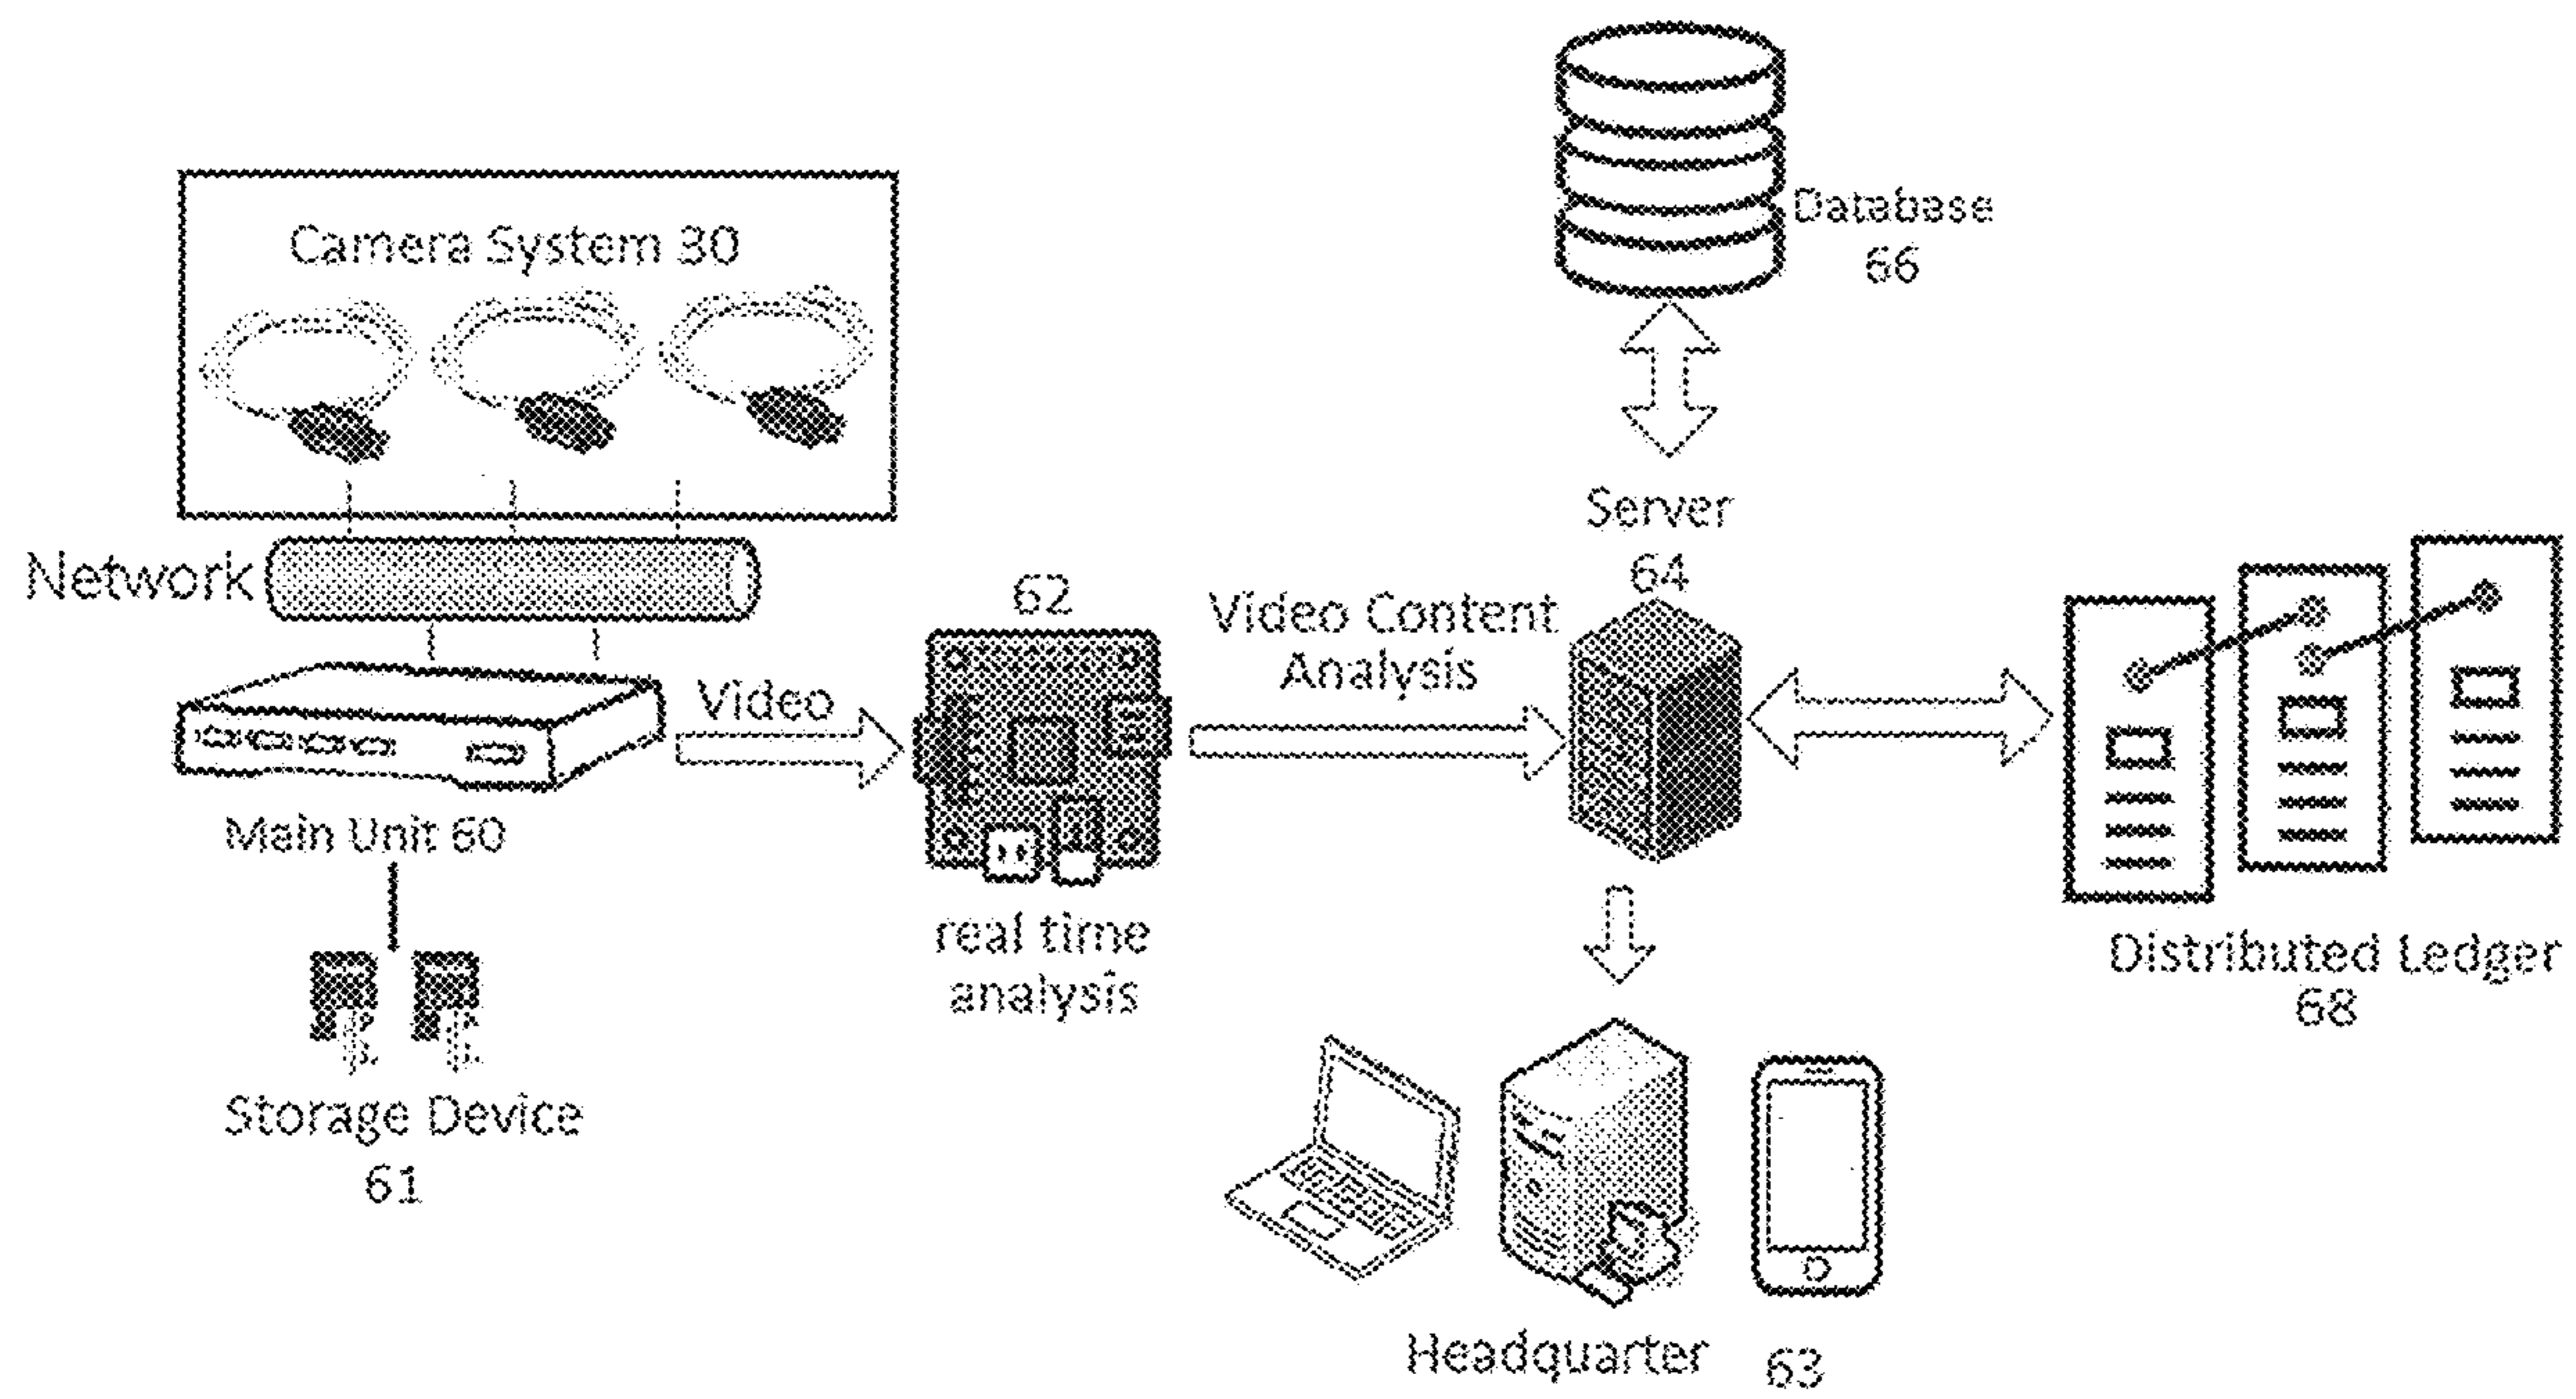 Database
66
Camera System 30
Server
64
Network
62
Video Content
Analysis
Video
Main Unit 60
real time
analysis
Distributed Ledger
68
Storage Device
61
Headquarter 63